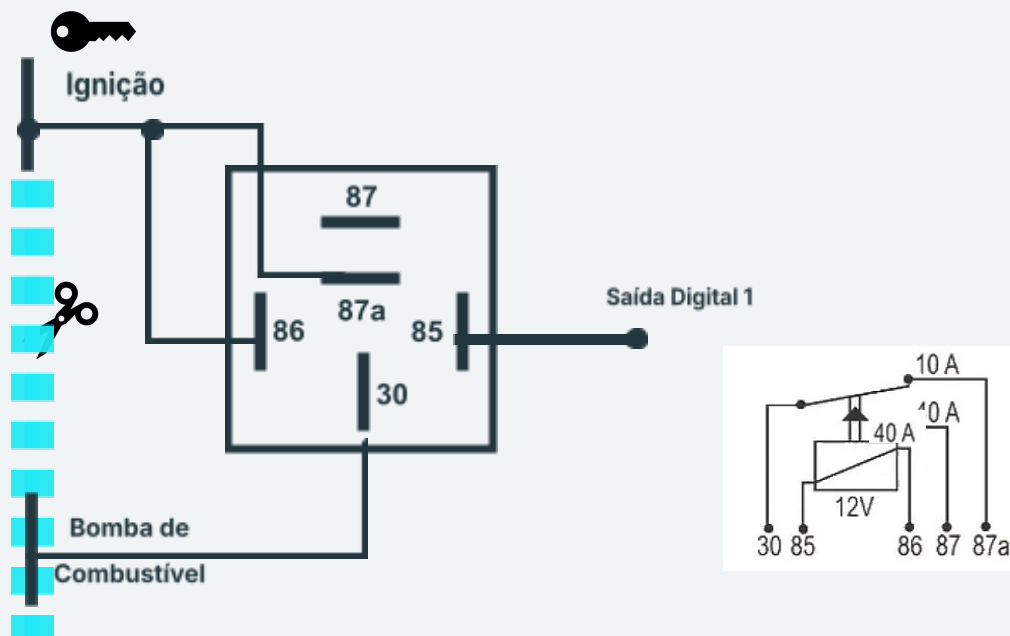 Ignição
87
87a
86
85
30
Saída Digital 1
Bomba de
Combustível
10 A
40 A
12V
30 85 86 87 87a